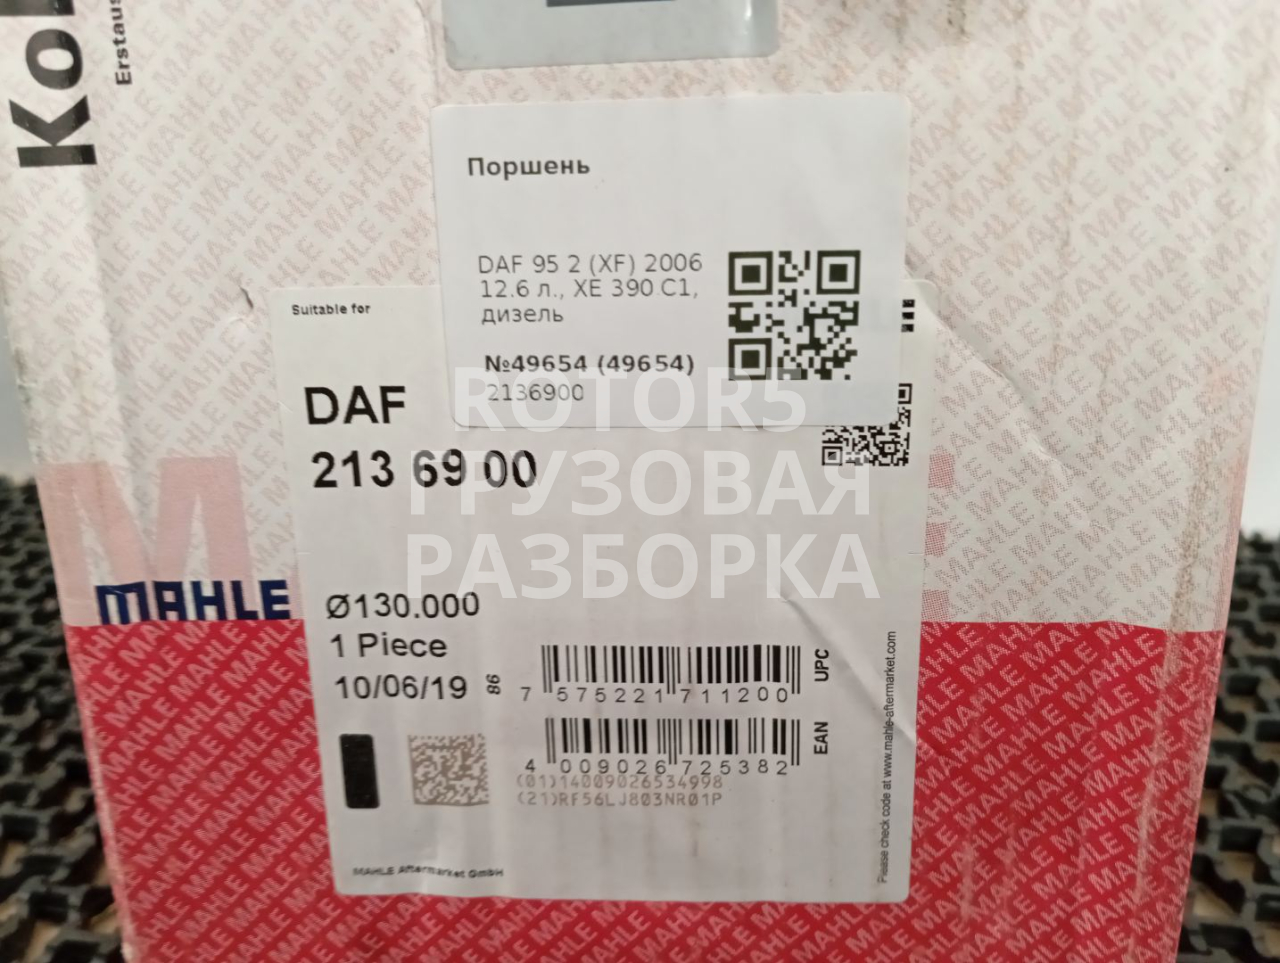 Ko
Erstaus
Поршень
DAF 95 2 (XF) 2006
12.6 л., XE 390 C1,
дизель
№49654 (49654)
2136900
Suitable for
DAF
213 69 00
ROTOR5
ГРУЗОВАЯ
РАЗБОРКА
MAHLE
Ø130.000
1 Piece
10/06/19
98
7 575221 711200
UPC
4 009026 725382
EAN
(01)14009026534998
(21)RF56LJ803NR01P
MAHLE Aftermarket GmbH
Please check code at www.mahle-aftermarket.com